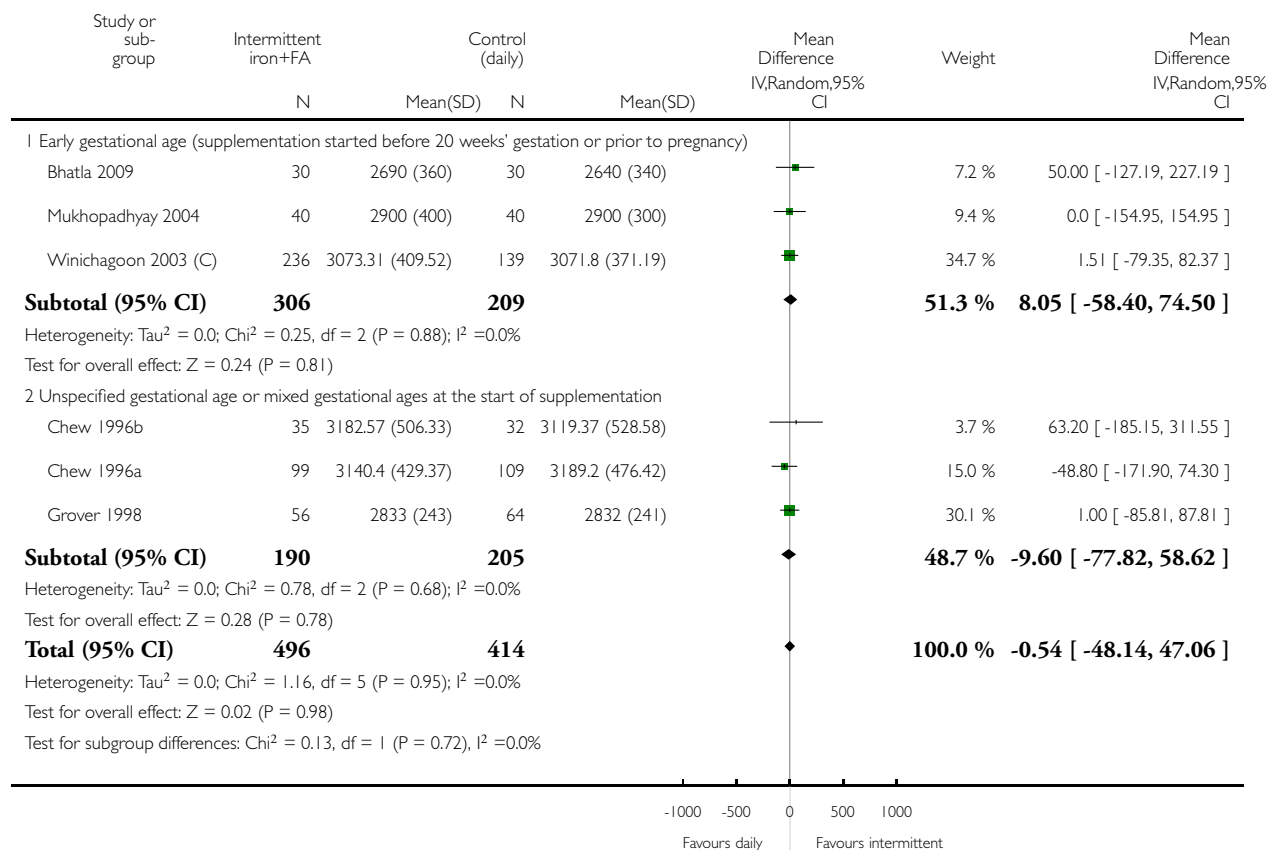 Study or sub-group Intermittent iron+FA Control (daily) Mean Difference Weight Mean Difference
IV,Random,95% CI IV,Random,95% CI
N Mean(SD) N Mean(SD)
1 Early gestational age (supplementation started before 20 weeks’ gestation or prior to pregnancy)
Bhatla 2009 30 2690 (360) 30 2640 (340) 7.2 % 50.00 [ -127.19, 227.19 ]
Mukhopadhyay 2004 40 2900 (400) 40 2900 (300) 9.4 % 0.0 [ -154.95, 154.95 ]
Winichagoon 2003 (C) 236 3073.31 (409.52) 139 3071.8 (371.19) 34.7 % 1.51 [ -79.35, 82.37 ]
Subtotal (95% CI) 306 209 51.3 % 8.05 [ -58.40, 74.50 ]
Heterogeneity: Tau² = 0.0; Chi² = 0.25, df = 2 (P = 0.88); I² =0.0%
Test for overall effect: Z = 0.24 (P = 0.81)
2 Unspecified gestational age or mixed gestational ages at the start of supplementation
Chew 1996b 35 3182.57 (506.33) 32 3119.37 (528.58) 3.7 % 63.20 [ -185.15, 311.55 ]
Chew 1996a 99 3140.4 (429.37) 109 3189.2 (476.42) 15.0 % -48.80 [ -171.90, 74.30 ]
Grover 1998 56 2833 (243) 64 2832 (241) 30.1 % 1.00 [ -85.81, 87.81 ]
Subtotal (95% CI) 190 205 48.7 % -9.60 [ -77.82, 58.62 ]
Heterogeneity: Tau² = 0.0; Chi² = 0.78, df = 2 (P = 0.68); I² =0.0%
Test for overall effect: Z = 0.28 (P = 0.78)
Total (95% CI) 496 414 100.0 % -0.54 [ -48.14, 47.06 ]
Heterogeneity: Tau² = 0.0; Chi² = 1.16, df = 5 (P = 0.95); I² =0.0%
Test for overall effect: Z = 0.02 (P = 0.98)
Test for subgroup differences: Chi² = 0.13, df = 1 (P = 0.72), I² =0.0%
-1000 -500 0 500 1000
Favours daily Favours intermittent